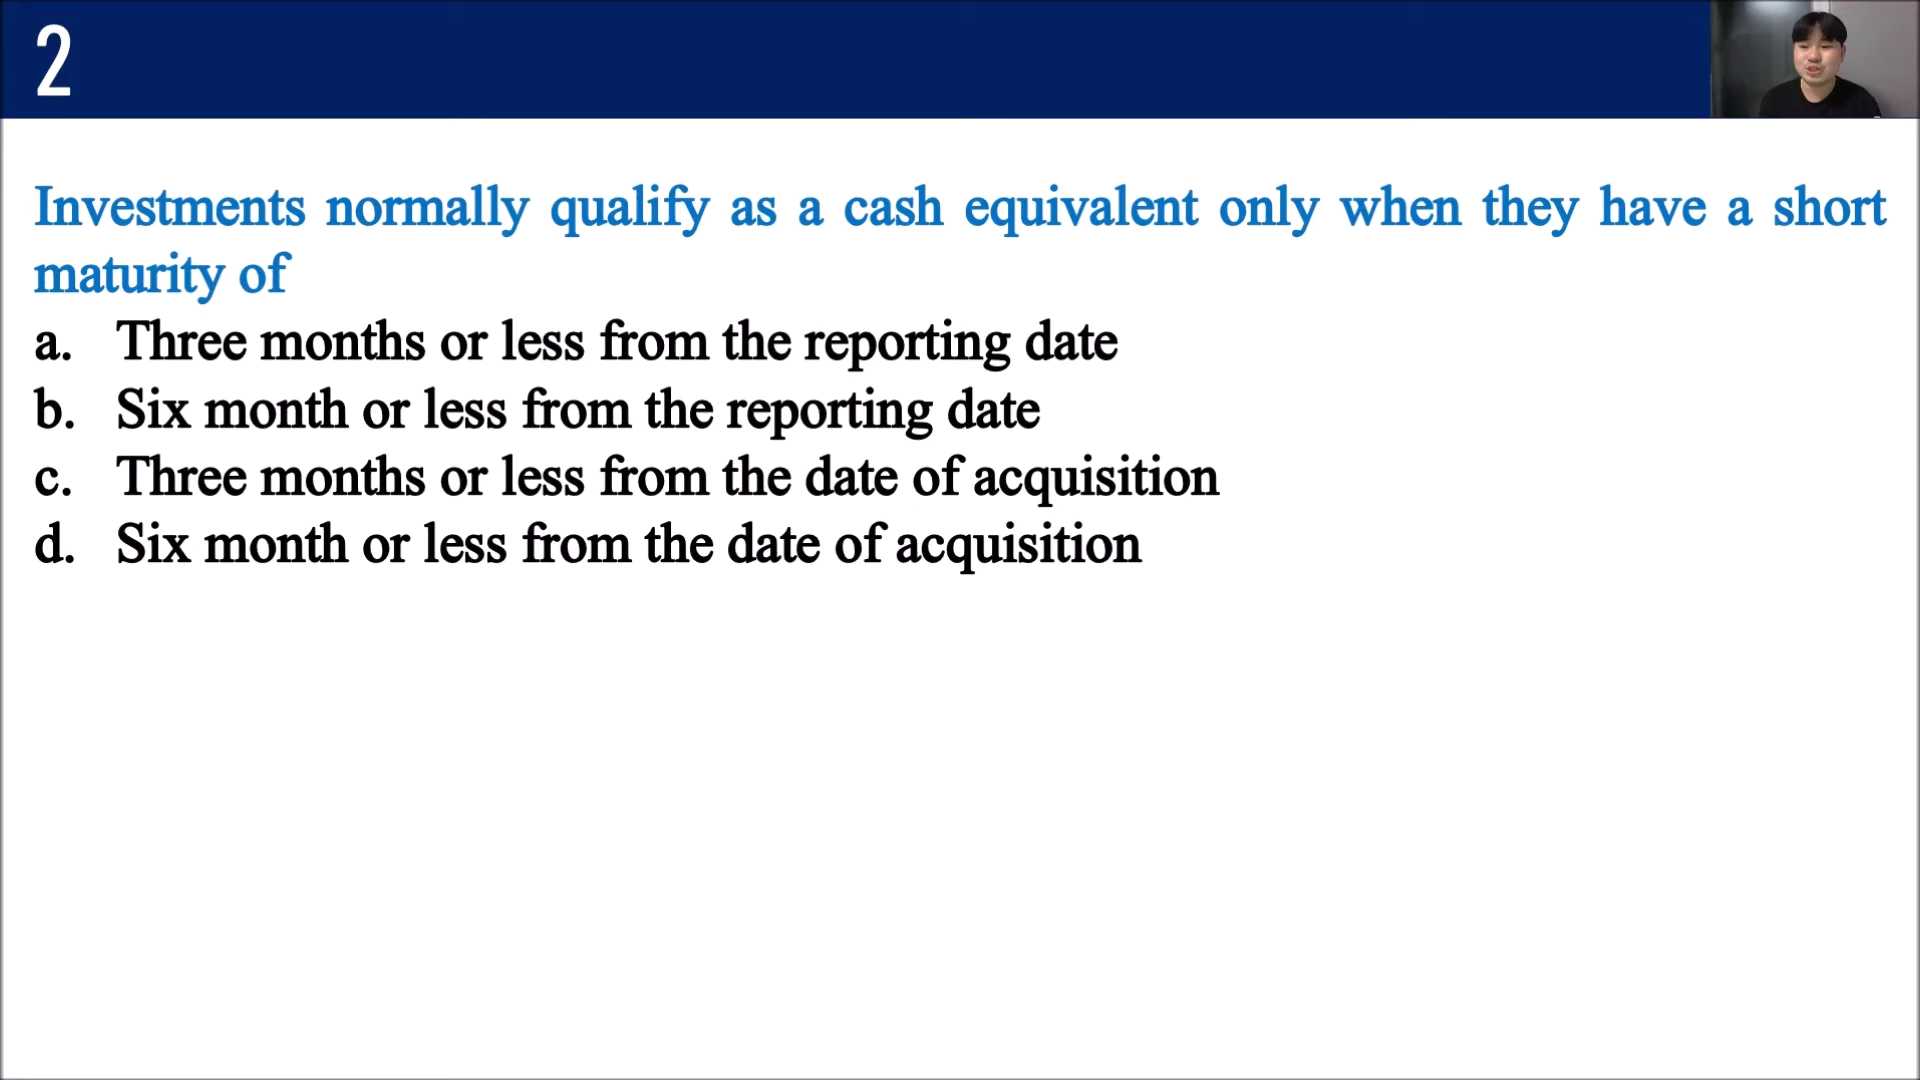 2
Investments normally qualify as a cash equivalent only when they have a short
maturity of
a. Three months or less from the reporting date
b. Six month or less from the reporting date
c. Three months or less from the date of acquisition
d. Six month or less from the date of acquisition